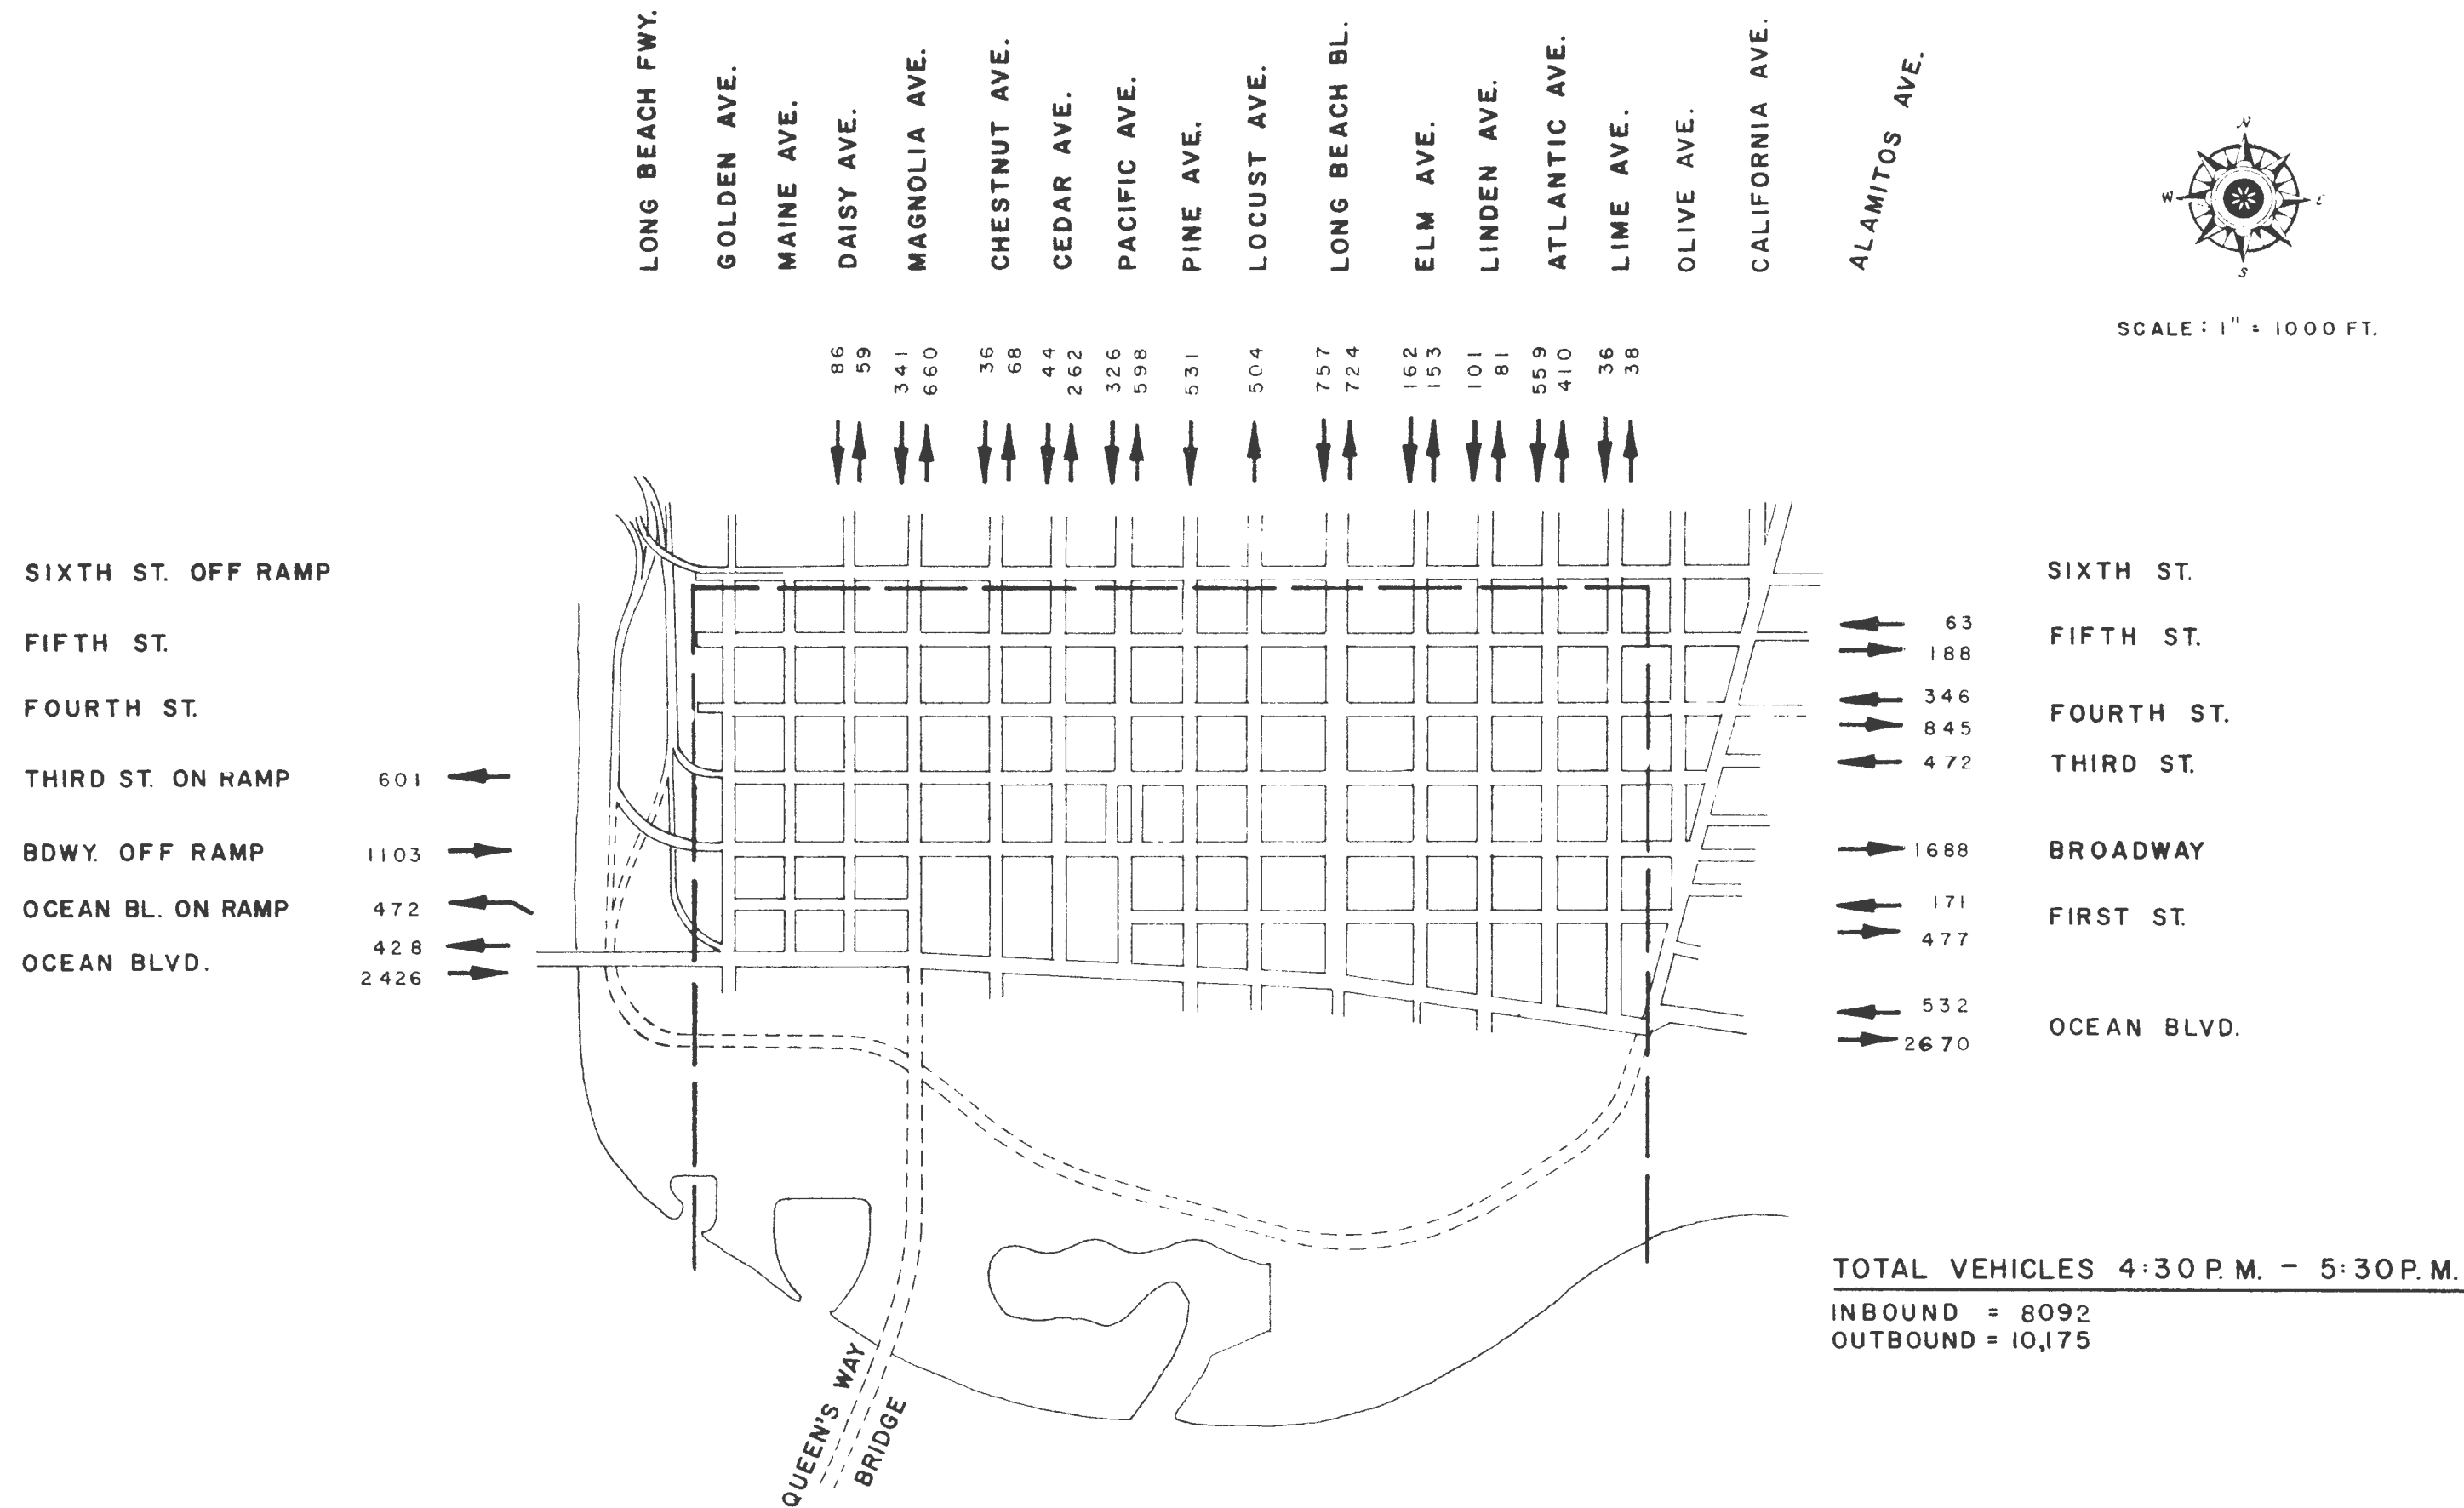 LONG BEACH FWY.
GOLDEN AVE.
MAINE AVE.
DAISY AVE.
MAGNOLIA AVE.
CHESTNUT AVE.
CEDAR AVE.
PACIFIC AVE.
PINE AVE.
LOCUST AVE.
LONG BEACH BL.
ELM AVE.
LINDEN AVE.
ATLANTIC AVE.
LIME AVE.
OLIVE AVE.
CALIFORNIA AVE.
ALAMITOS AVE.
N
W
E
S
SCALE: 1" = 1000 FT.
86
59
341
660
36
68
44
262
326
598
531
504
757
724
162
153
101
81
559
410
36
38
SIXTH ST. OFF RAMP
FIFTH ST.
FOURTH ST.
THIRD ST. ON RAMP 601
BDWY. OFF RAMP 1103
OCEAN BL. ON RAMP 472
428
OCEAN BLVD.
2426
SIXTH ST.
63
FIFTH ST.
188
346
FOURTH ST.
845
472 THIRD ST.
1688 BROADWAY
171
FIRST ST.
477
532
OCEAN BLVD.
2670
TOTAL VEHICLES 4:30 P.M. - 5:30 P.M.
INBOUND = 8092
OUTBOUND = 10,175
QUEEN'S WAY
BRIDGE